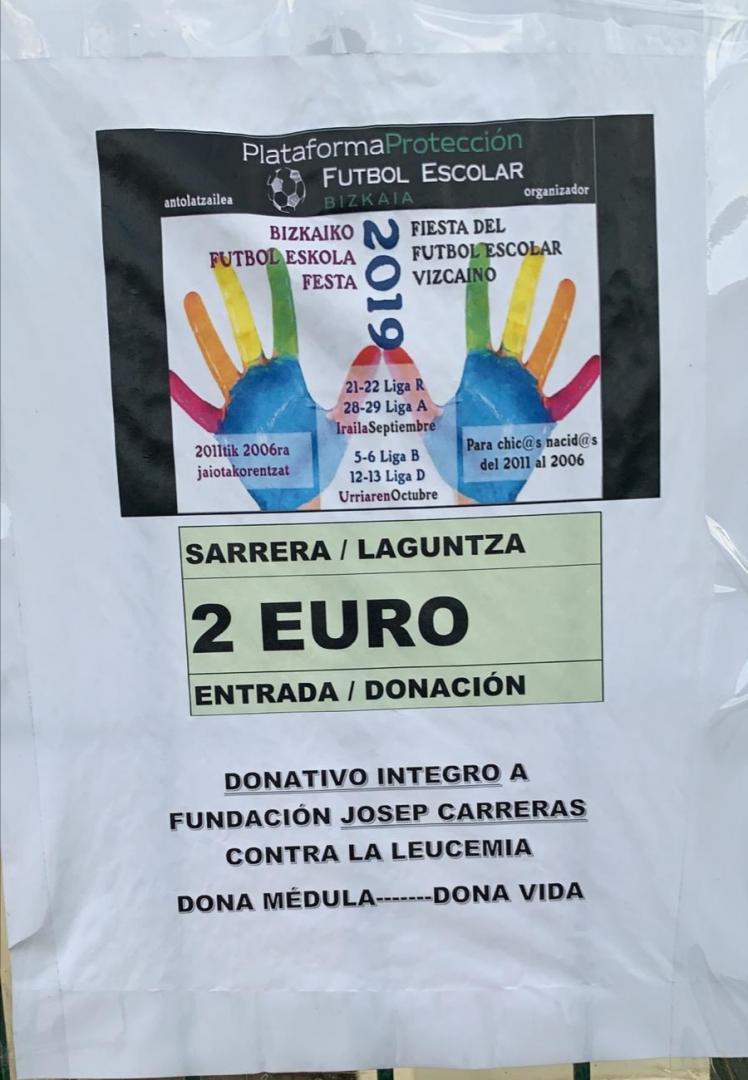 PlataformaProtección
FUTBOL ESCOLAR
BIZKAIA
antolatzailea
organizador
BIZKAIKO
FUTBOL ESKOLA
FESTA
2019
FIESTA DEL
FUTBOL ESCOLAR
VIZCAINO
21-22 Liga R
28-29 Liga A
IrailaSeptiembre
5-6 Liga B
12-13 Liga D
UrriarenOctubre
2011tik 2006ra
jaiotakorentzat
Para chic@s nacid@s
del 2011 al 2006
SARRERA / LAGUNTZA
2 EURO
ENTRADA / DONACIÓN
DONATIVO INTEGRO A
FUNDACIÓN JOSEP CARRERAS
CONTRA LA LEUCEMIA
DONA MÉDULA-------DONA VIDA